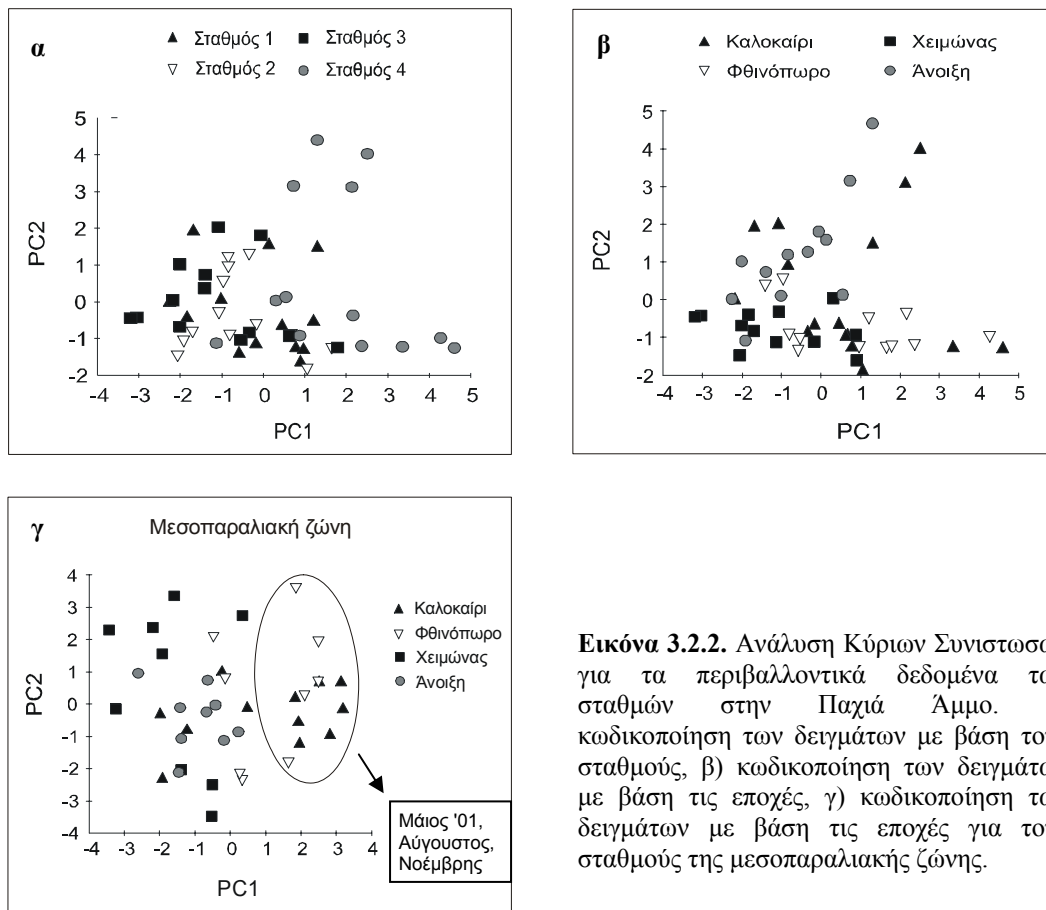 α
▲ Σταθμός 1 ■ Σταθμός 3
▽ Σταθμός 2 ● Σταθμός 4
5
4
3
2
1
0
-1
-2
PC2
-4 -3 -2 -1 0 1 2 3 4 5
PC1
β
▲ Καλοκαίρι ■ Χειμώνας
▽ Φθινόπωρο ● Άνοιξη
5
4
3
2
1
0
-1
-2
PC2
-4 -3 -2 -1 0 1 2 3 4 5
PC1
γ Μεσοπαραλιακή ζώνη
4
3
2
1
0
-1
-2
-3
-4
PC2
▲ Καλοκαίρι
▽ Φθινόπωρο
■ Χειμώνας
● Άνοιξη
-4 -3 -2 -1 0 1 2 3 4
PC1
Μάιος '01,
Αύγουστος,
Νοέμβρης
Εικόνα 3.2.2. Ανάλυση Κύριων Συνιστωσώ
για τα περιβαλλοντικά δεδομένα τω
σταθμών στην Παχιά Άμμο.
κωδικοποίηση των δειγμάτων με βάση του
σταθμούς, β) κωδικοποίηση των δειγμάτω
με βάση τις εποχές, γ) κωδικοποίηση τω
δειγμάτων με βάση τις εποχές για του
σταθμούς της μεσοπαραλιακής ζώνης.